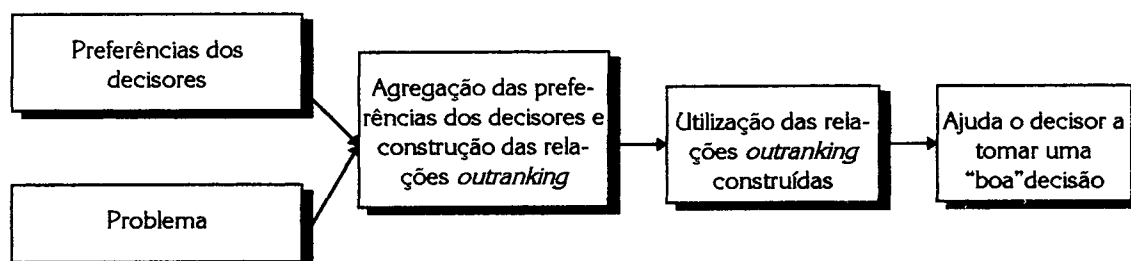 Preferências dos
decisores
Problema
Agregação das prefe-
rências dos decisores e
construção das rela-
ções outranking
Utilização das rela-
ções outranking
construídas
Ajuda o decisor a
tomar uma
“boa”decisão